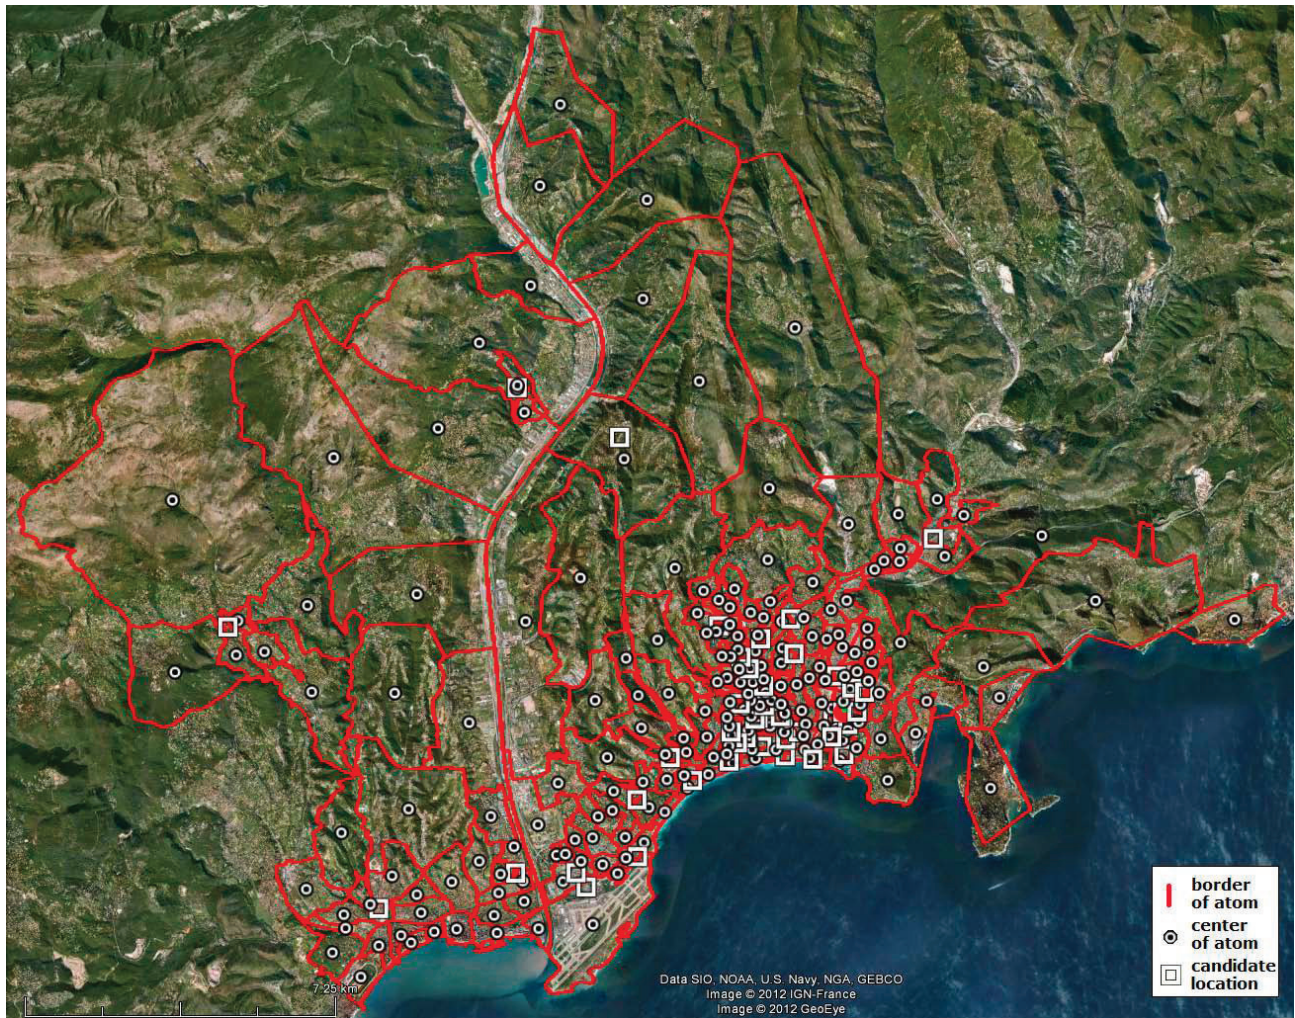 border
of atom
center
of atom
candidate
location
7.25 km
Data SIO, NOAA, U.S. Navy, NGA, GEBCO
Image © 2012 IGN-France
Image © 2012 GeoEye